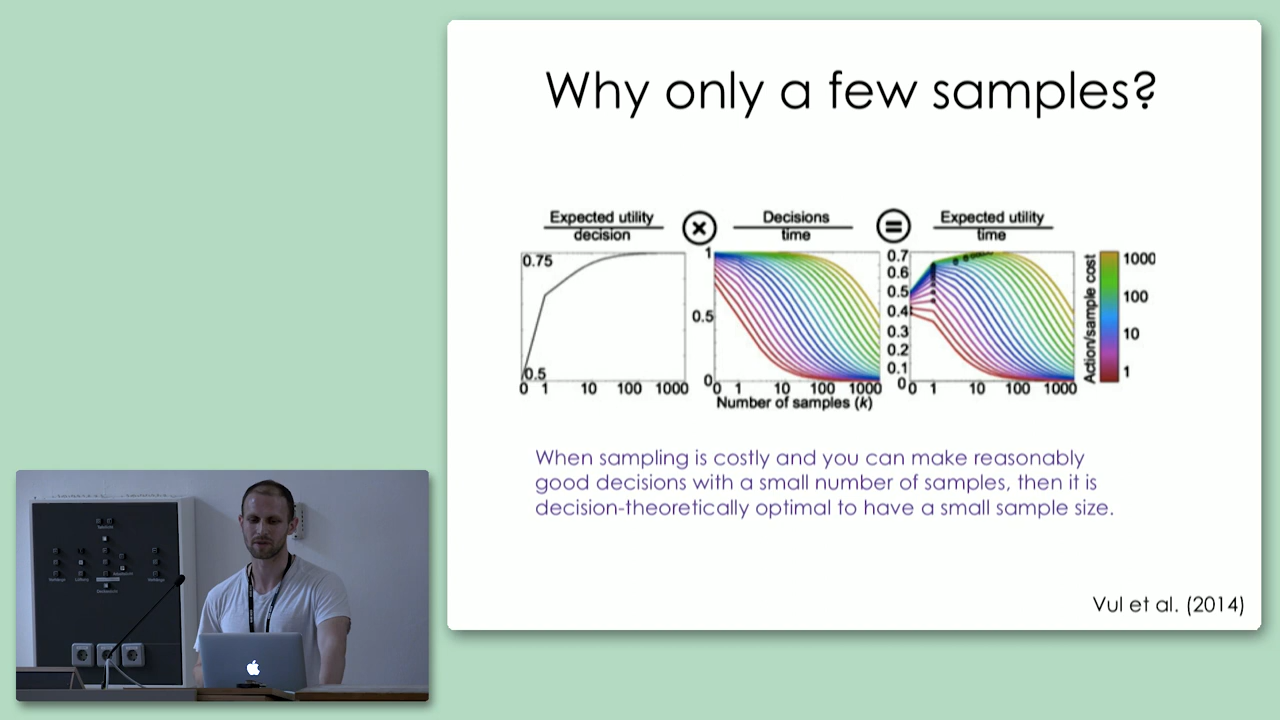 Why only a few samples?
Expected utility
decision
×
Decisions
time
=
Expected utility
time
0.75
0.5
0 1 10 100 1000
1
0.5
0
0 1 10 100 1000
Number of samples (k)
0.7
0.6
0.5
0.4
0.3
0.2
0.1
0
0 1 10 100 1000
Action/sample cost
1000
100
10
1
When sampling is costly and you can make reasonably
good decisions with a small number of samples, then it is
decision-theoretically optimal to have a small sample size.
Vul et al. (2014)